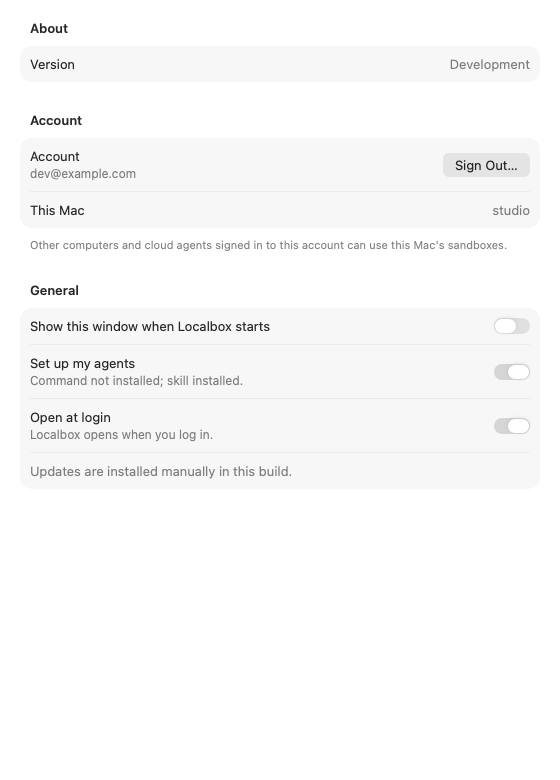 About
Version
Development
Account
Account
dev@example.com
Sign Out...
This Mac
studio
Other computers and cloud agents signed in to this account can use this Mac's sandboxes.
General
Show this window when Localbox starts
Set up my agents
Command not installed; skill installed.
Open at login
Localbox opens when you log in.
Updates are installed manually in this build.